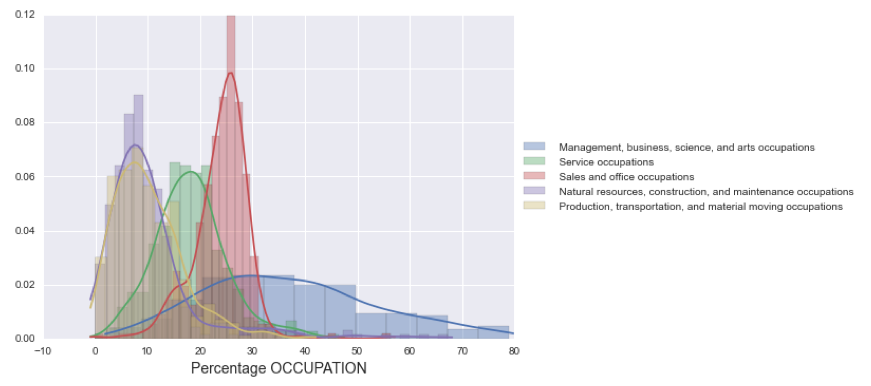 0.12
0.10
0.08
0.06
0.04
0.02
0.00
−10 0 10 20 30 40 50 60 70 80
Percentage OCCUPATION
Management, business, science, and arts occupations
Service occupations
Sales and office occupations
Natural resources, construction, and maintenance occupations
Production, transportation, and material moving occupations